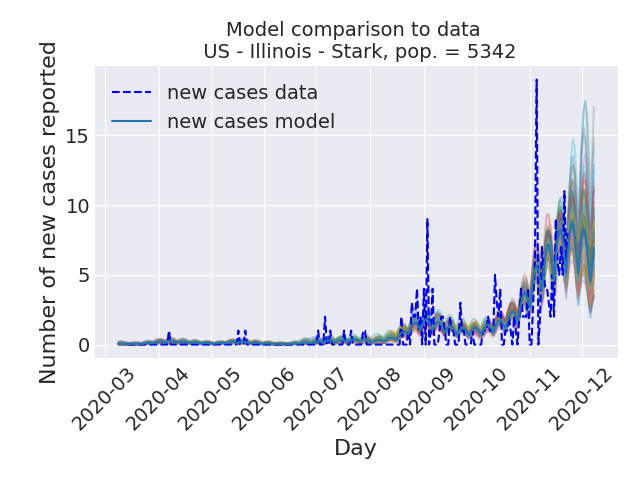 Model comparison to data
US - Illinois - Stark, pop. = 5342
Number of new cases reported
new cases data
new cases model
15
10
5
0
2020-03
2020-04
2020-05
2020-06
2020-07
2020-08
2020-09
2020-10
2020-11
2020-12
Day